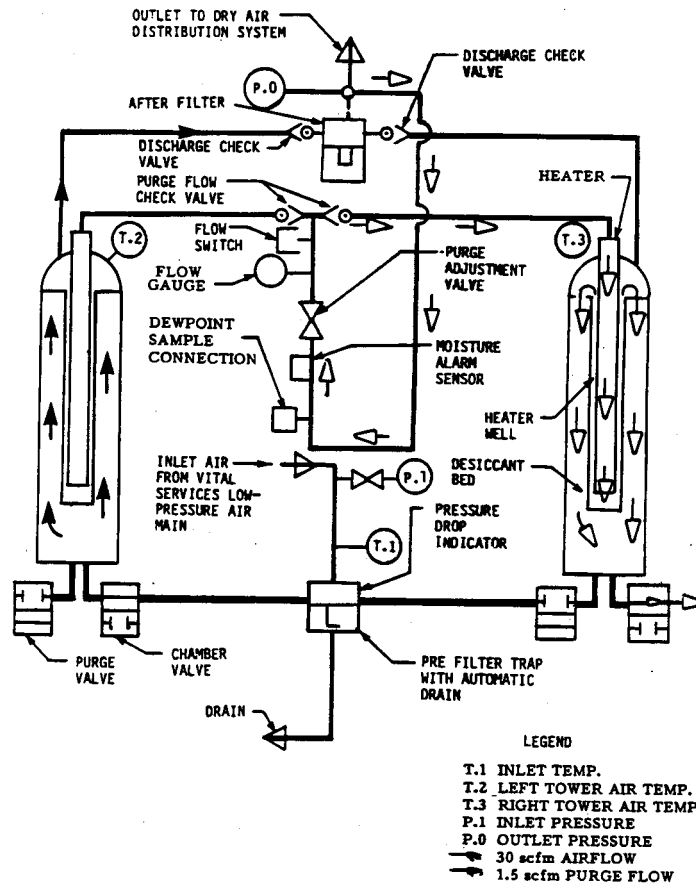 OUTLET TO DRY AIR
DISTRIBUTION SYSTEM
P.O
DISCHARGE CHECK
VALVE
AFTER FILTER
DISCHARGE CHECK
VALVE
PURGE FLOW
CHECK VALVE
HEATER
T.2
FLOW
SWITCH
T.3
FLOW
GAUGE
PURGE
ADJUSTMENT
VALVE
DEWPOINT
SAMPLE
CONNECTION
MOISTURE
ALARM
SENSOR
HEATER
WELL
INLET AIR
FROM VITAL
SERVICES LOW-
PRESSURE AIR
MAIN
P.1
DESICCANT
BED
PRESSURE
DROP
INDICATOR
T.1
PURGE
VALVE
CHAMBER
VALVE
PRE FILTER TRAP
WITH AUTOMATIC
DRAIN
DRAIN
LEGEND
T.1 INLET TEMP.
T.2 LEFT TOWER AIR TEMP.
T.3 RIGHT TOWER AIR TEMP
P.1 INLET PRESSURE
P.O OUTLET PRESSURE
30 scfm AIRFLOW
1.5 scfm PURGE FLOW